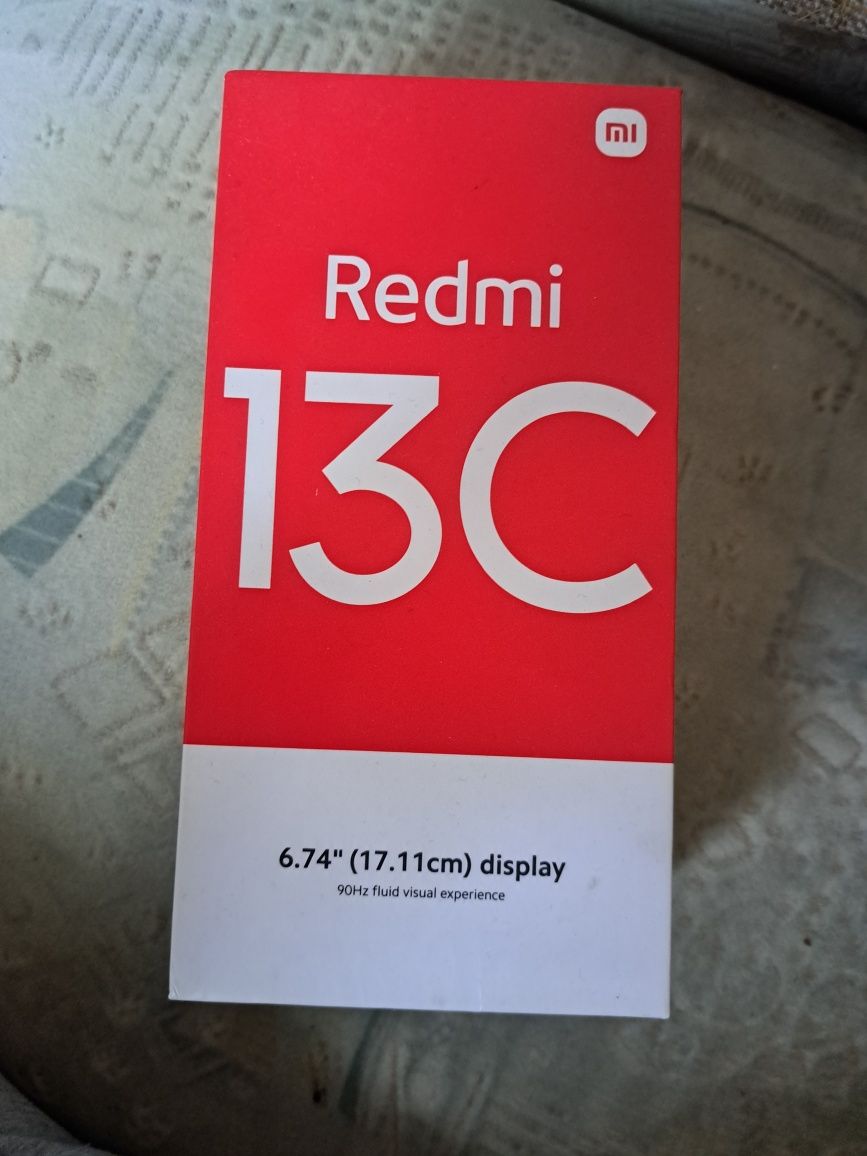 mi
Redmi
13C
6.74" (17.11cm) display
90Hz fluid visual experience